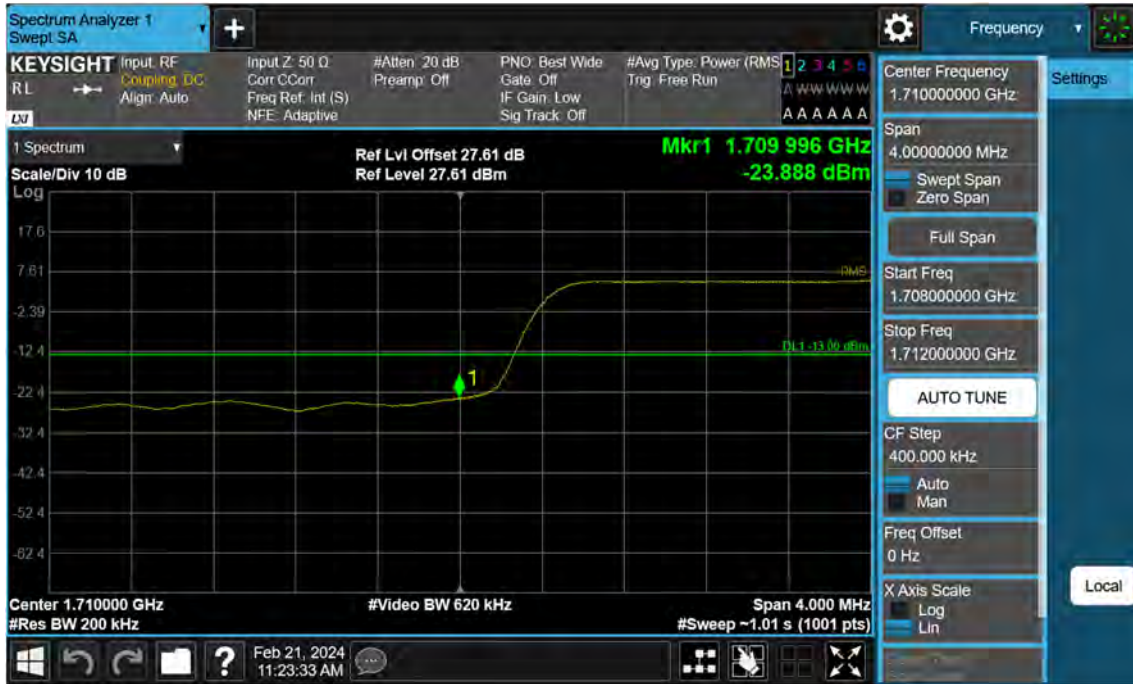 Spectrum Analyzer 1
Swept SA
Frequency
KEYSIGHT
RL
LXI
Input: RF
Coupling: DC
Align: Auto
Input Z: 50 Ω
Corr CCorr
Freq Ref: Int (S)
NFE: Adaptive
#Atten: 20 dB
Preamp: Off
PNO: Best Wide
Gate: Off
IF Gain: Low
Sig Track: Off
#Avg Type: Power (RMS
Trig: Free Run
1 2 3 4 5 6
A W W W W W
A A A A A A
1 Spectrum
Scale/Div 10 dB
Ref Lvl Offset 27.61 dB
Ref Level 27.61 dBm
Mkr1 1.709 996 GHz
-23.888 dBm
Log
17.6
7.61
-2.39
-12.4
-22.4
-32.4
-42.4
-52.4
-62.4
RMS
DL1 -13.00 dBm
1
Center 1.710000 GHz
#Video BW 620 kHz
Span 4.000 MHz
#Res BW 200 kHz
#Sweep ~1.01 s (1001 pts)
Center Frequency
1.710000000 GHz
Settings
Span
4.00000000 MHz
Swept Span
Zero Span
Full Span
Start Freq
1.708000000 GHz
Stop Freq
1.712000000 GHz
AUTO TUNE
CF Step
400.000 kHz
Auto
Man
Freq Offset
0 Hz
X Axis Scale
Log
Lin
Local
?
Feb 21, 2024
11:23:33 AM